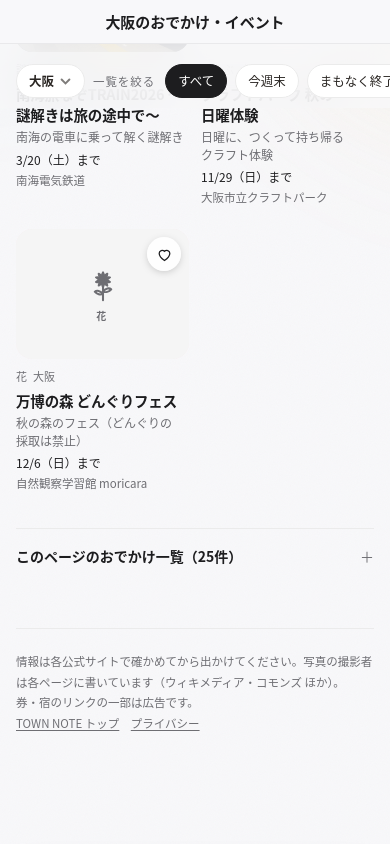 大阪のおでかけ・イベント
大阪
一覧を絞る
すべて
今週末
まもなく終了
謎解きは旅の途中で〜
南海の電車に乗って解く謎解き
3/20（土）まで
南海電気鉄道
日曜体験
日曜に、つくって持ち帰る
クラフト体験
11/29（日）まで
大阪市立クラフトパーク
花
花 大阪
万博の森 どんぐりフェス
秋の森のフェス（どんぐりの
採取は禁止）
12/6（日）まで
自然観察学習館 moricara
このページのおでかけ一覧（25件）
+
情報は各公式サイトで確かめてから出かけてください。写真の撮影者
は各ページに書いています（ウィキメディア・コモンズ ほか）。
券・宿のリンクの一部は広告です。
TOWN NOTE トップ プライバシー